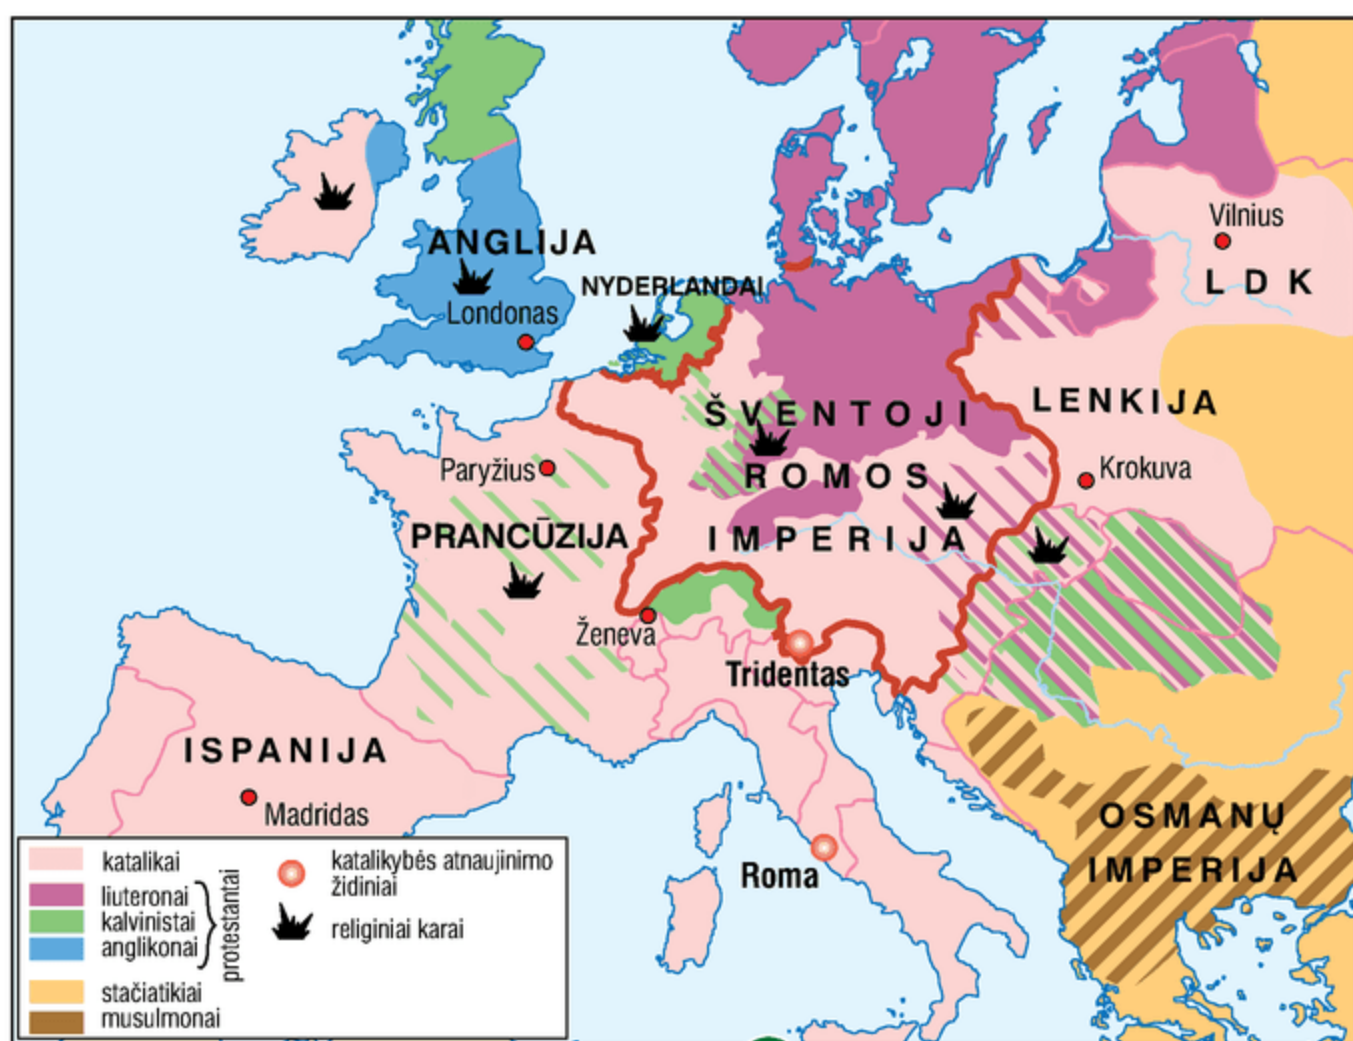 Vilnius
L D K
ANGLIJA
NYDERLANDAI
Londonas
LENKIJA
ŠVENTOJI
ROMOS
IMPERIJA
Paryžius
Krokuva
PRANCŪZIJA
Ženeva
Tridentas
ISPANIJA
Madridas
OSMANŲ
IMPERIJA
Roma
katalikai
liuteronai
kalvinistai
anglikonai
protestantai
stačiatikiai
musulmonai
katalikybės atnaujinimo
židiniai
religiniai karai